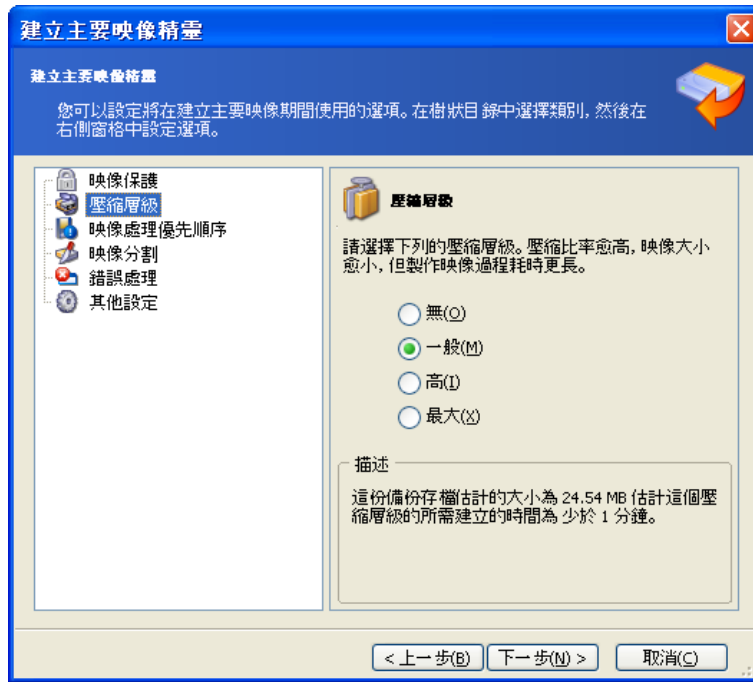 建立主要映像精靈
建立主要映像精靈
您可以設定將在建立主要映像期間使用的選項。在樹狀目錄中選擇類別, 然後在
右側窗格中設定選項。
映像保護
壓縮層級
映像處理優先順序
映像分割
錯誤處理
其他設定
壓縮層級
請選擇下列的壓縮層級。壓縮比率愈高, 映像大小
愈小, 但製作映像過程耗時更長。
無(O)
一般(M)
高(I)
最大(X)
描述
這份備份存檔估計的大小為 24.54 MB 估計這個壓
縮層級的所需建立的時間為 少於 1 分鐘。
< 上一步(B)
下一步(N) >
取消(C)